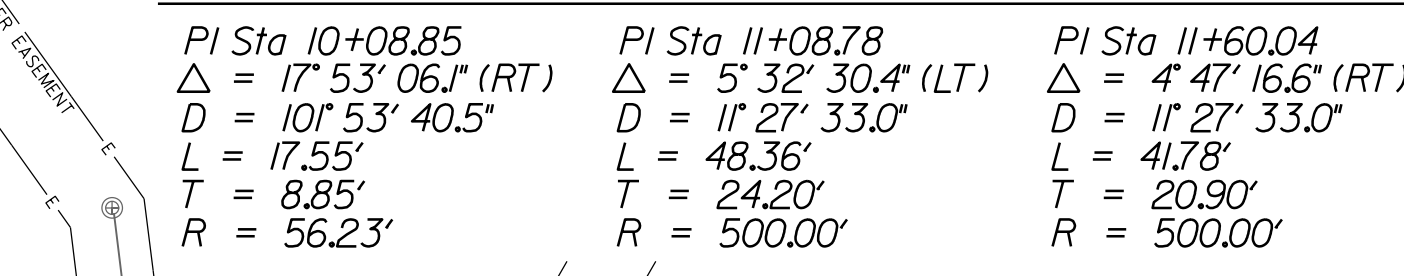 ER EASEMENT
E
E
PI Sta 10+08.85
△ = 17° 53' 06.1" (RT)
D = 101° 53' 40.5"
L = 17.55'
T = 8.85'
R = 56.23'
PI Sta 11+08.78
△ = 5° 32' 30.4" (LT)
D = 11° 27' 33.0"
L = 48.36'
T = 24.20'
R = 500.00'
PI Sta 11+60.04
△ = 4° 47' 16.6" (RT)
D = 11° 27' 33.0"
L = 41.78'
T = 20.90'
R = 500.00'